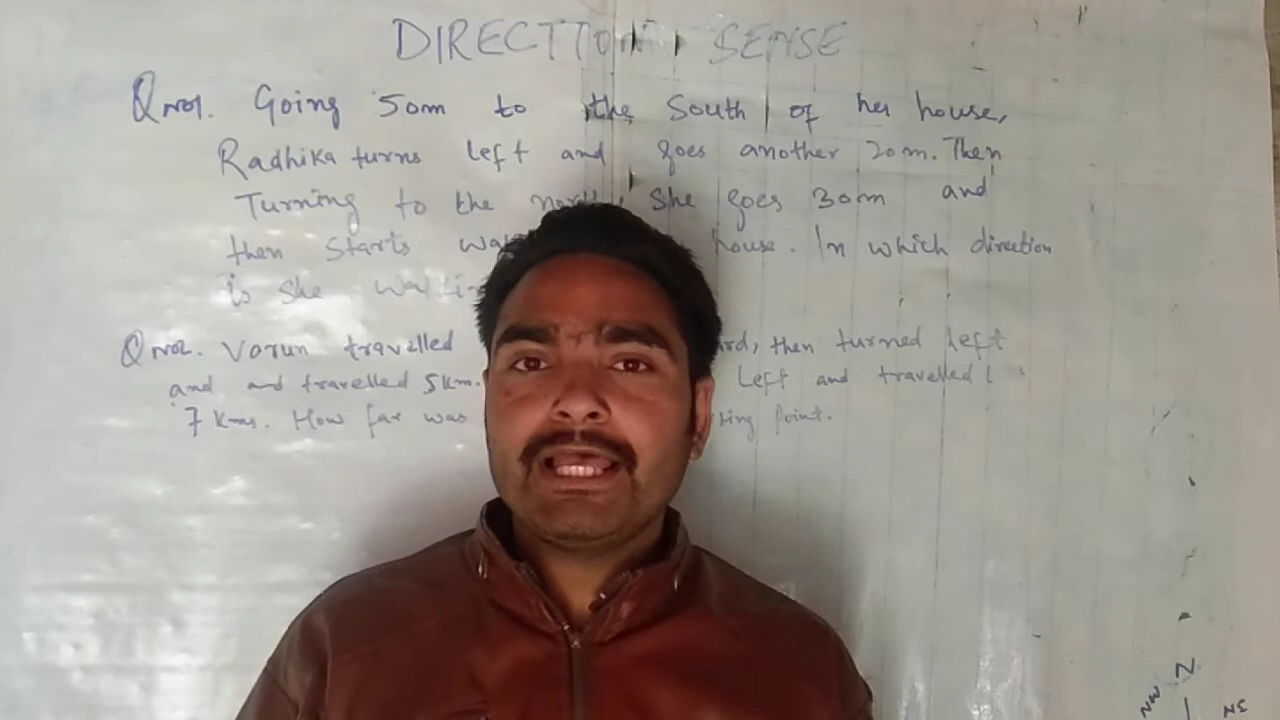 DIRECTION SENSE
Q No1. Going 50m to the South of her house,
Radhika turns left and goes another 20m. Then
Turning to the north, she goes 30m and
then starts house. In which direction
is she
Q No2. Varun travelled then turned left
and and travelled 5km. Left and travelled
7 kms. How far was point.
N
NW
NE